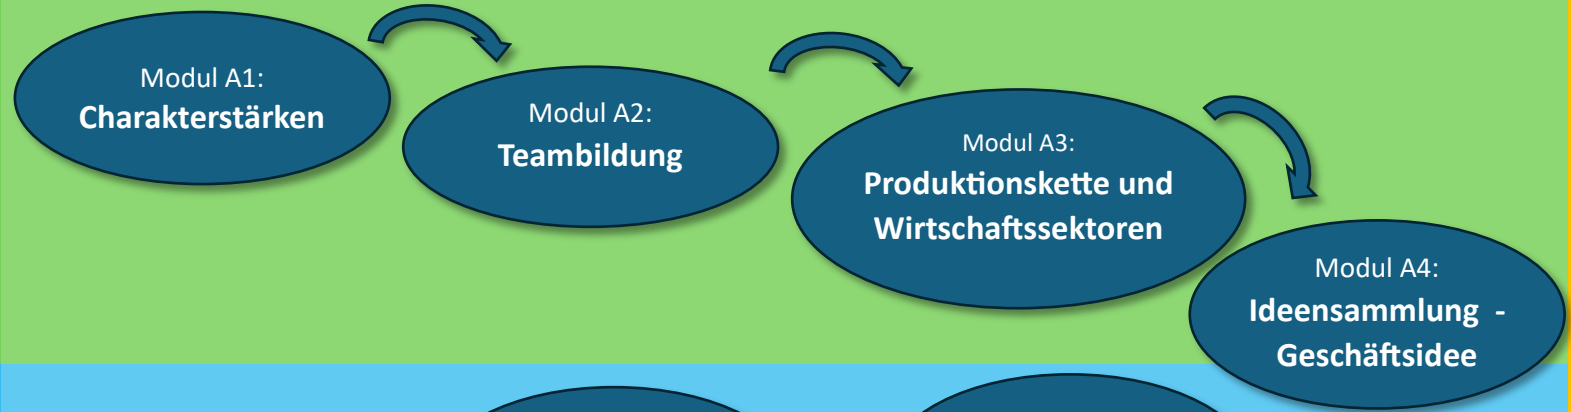 Modul A1:
Charakterstärken
Modul A2:
Teambildung
Modul A3:
Produktionskette und
Wirtschaftssektoren
Modul A4:
Ideensammlung -
Geschäftsidee